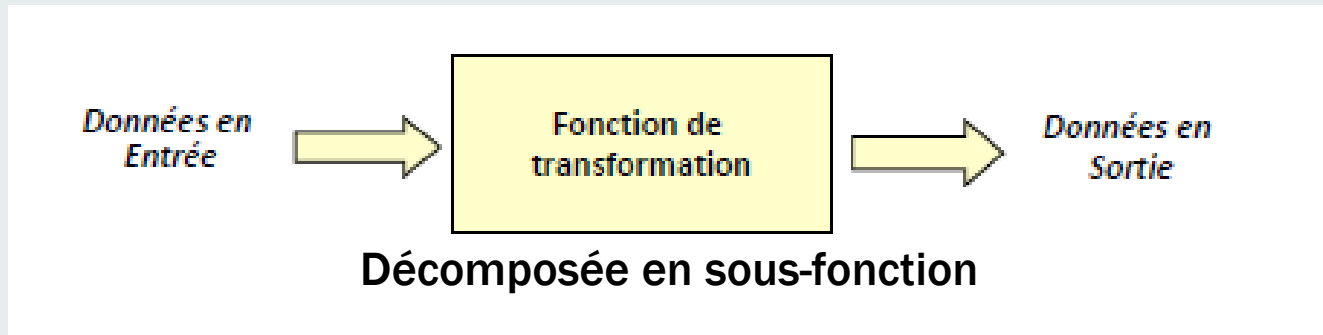 Données en
Entrée
Fonction de
transformation
Données en
Sortie
Décomposée en sous-fonction